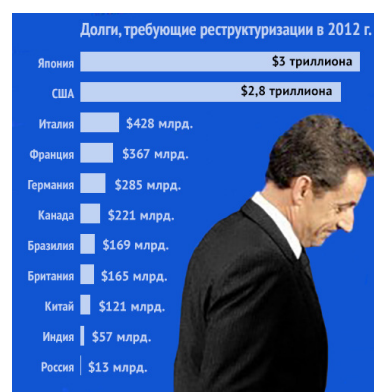 Долги, требующие реструктуризации в 2012 г.
Япония $3 триллиона
США $2,8 триллиона
Италия $428 млрд.
Франция $367 млрд.
Германия $285 млрд.
Канада $221 млрд.
Бразилия $169 млрд.
Британия $165 млрд.
Китай $121 млрд.
Индия $57 млрд.
Россия $13 млрд.